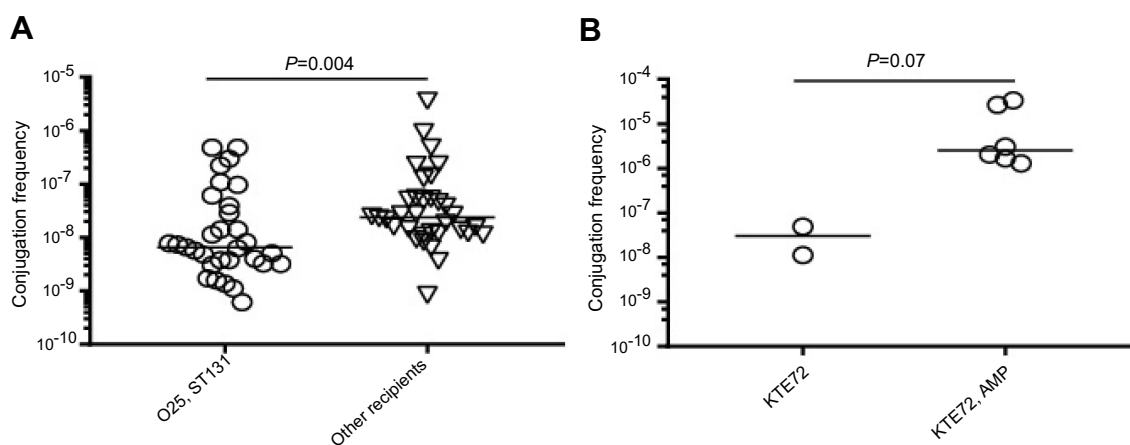 A
P=0.004
Conjugation frequency
10⁻⁵
10⁻⁶
10⁻⁷
10⁻⁸
10⁻⁹
10⁻¹⁰
O25, ST131
Other recipients
B
P=0.07
Conjugation frequency
10⁻⁴
10⁻⁵
10⁻⁶
10⁻⁷
10⁻⁸
10⁻⁹
10⁻¹⁰
KTE72
KTE72, AMP